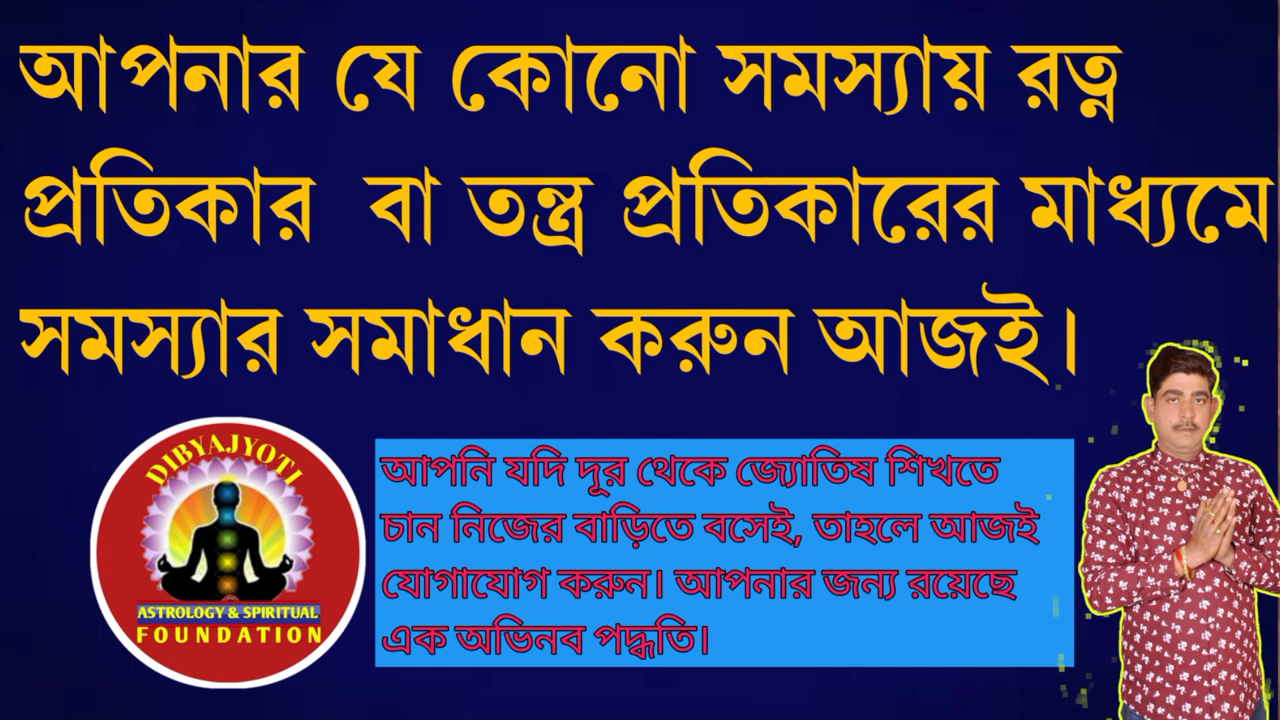 আপনার যে কোনো সমস্যায় রত্ন
প্রতিকার বা তন্ত্র প্রতিকারের মাধ্যমে
সমস্যার সমাধান করুন আজই।
DIBYAJYOTI
ASTROLOGY & SPIRITUAL
FOUNDATION
আপনি যদি দূর থেকে জ্যোতিষ শিখতে
চান নিজের বাড়িতে বসেই, তাহলে আজই
যোগাযোগ করুন। আপনার জন্য রয়েছে
এক অভিনব পদ্ধতি।